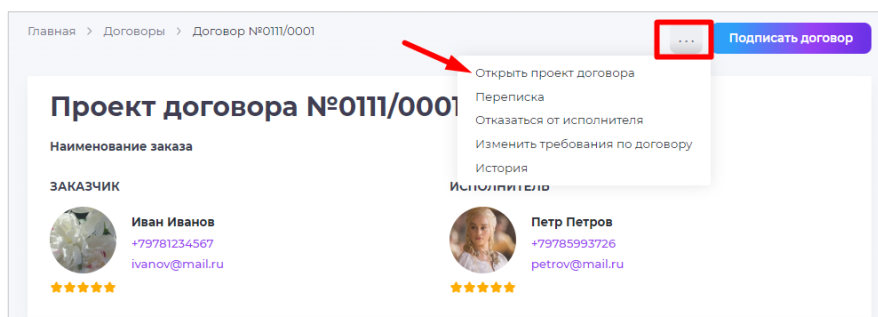 Главная > Договоры > Договор №0111/0001
...
Подписать договор
Открыть проект договора
Переписка
Отказаться от исполнителя
Изменить требования по договору
История
Проект договора №0111/0001
Наименование заказа
ЗАКАЗЧИК
ИСПОЛНИТЕЛЬ
Иван Иванов
+79781234567
ivanov@mail.ru
Петр Петров
+79785993726
petrov@mail.ru